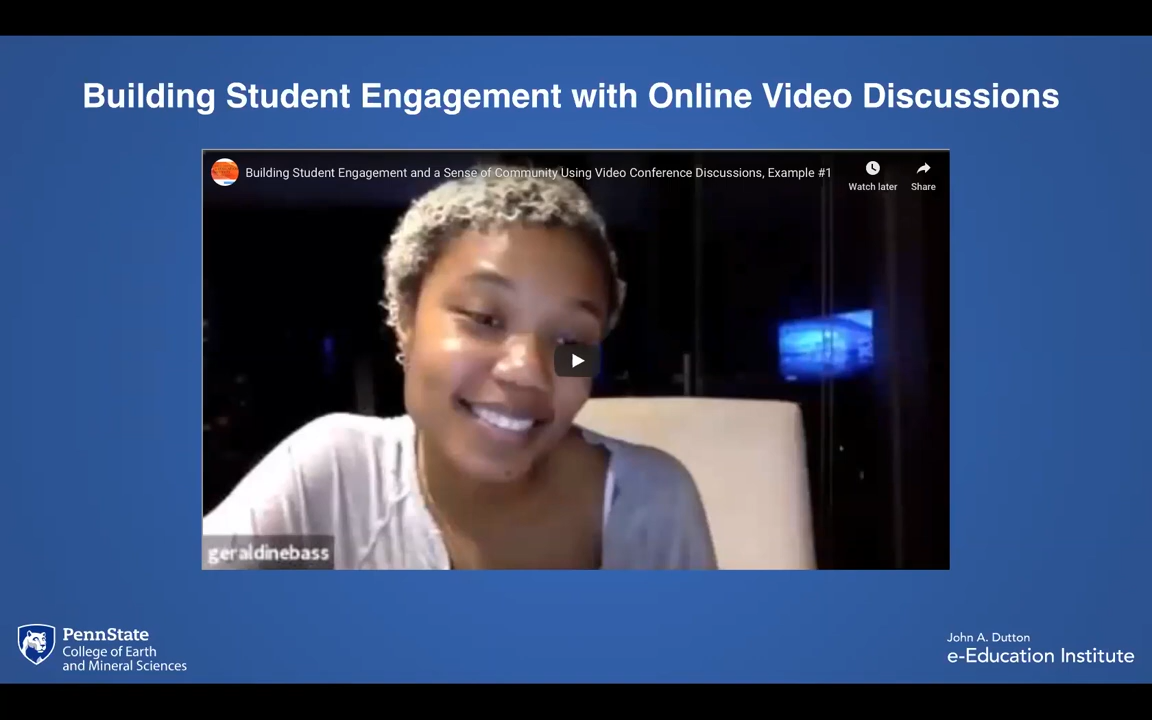 Building Student Engagement with Online Video Discussions
Building Student Engagement and a Sense of Community Using Video Conference Discussions, Example #1
Watch later
Share
geraldinebass
PennState
College of Earth
and Mineral Sciences
John A. Dutton
e-Education Institute